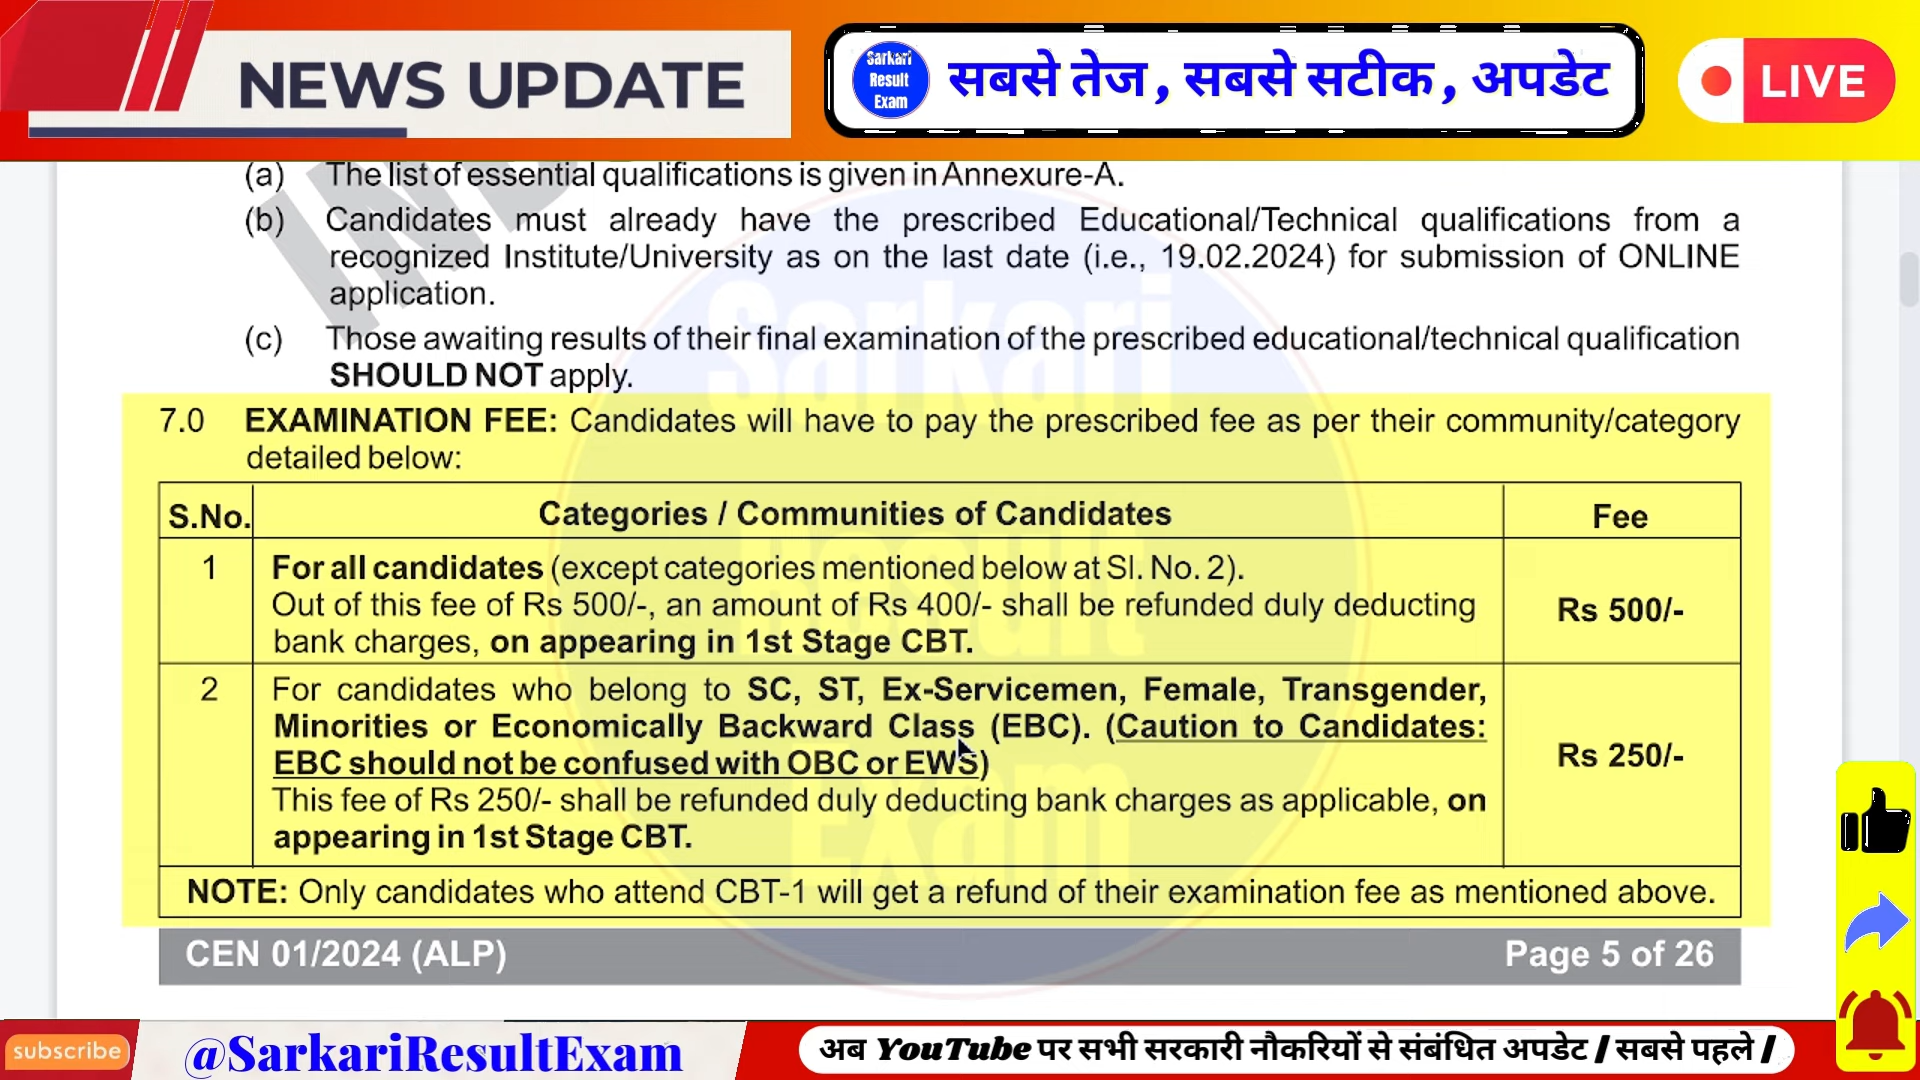 NEWS UPDATE
Sarkari
Result
Exam
सबसे तेज, सबसे सटीक, अपडेट
LIVE
(a) The list of essential qualifications is given in Annexure-A.
(b) Candidates must already have the prescribed Educational/Technical qualifications from a
recognized Institute/University as on the last date (i.e., 19.02.2024) for submission of ONLINE
application.
(c) Those awaiting results of their final examination of the prescribed educational/technical qualification
SHOULD NOT apply.
7.0 EXAMINATION FEE: Candidates will have to pay the prescribed fee as per their community/category
detailed below:
S.No. Categories / Communities of Candidates Fee
1 For all candidates (except categories mentioned below at Sl. No. 2).
Out of this fee of Rs 500/-, an amount of Rs 400/- shall be refunded duly deducting
bank charges, on appearing in 1st Stage CBT.
Rs 500/-
2 For candidates who belong to SC, ST, Ex-Servicemen, Female, Transgender,
Minorities or Economically Backward Class (EBC). (Caution to Candidates:
EBC should not be confused with OBC or EWS)
This fee of Rs 250/- shall be refunded duly deducting bank charges as applicable, on
appearing in 1st Stage CBT.
Rs 250/-
NOTE: Only candidates who attend CBT-1 will get a refund of their examination fee as mentioned above.
CEN 01/2024 (ALP) Page 5 of 26
Sarkari
Result
Exam
subscribe
@SarkariResultExam
अब YouTube पर सभी सरकारी नौकरियों से संबंधित अपडेट / सबसे पहले /